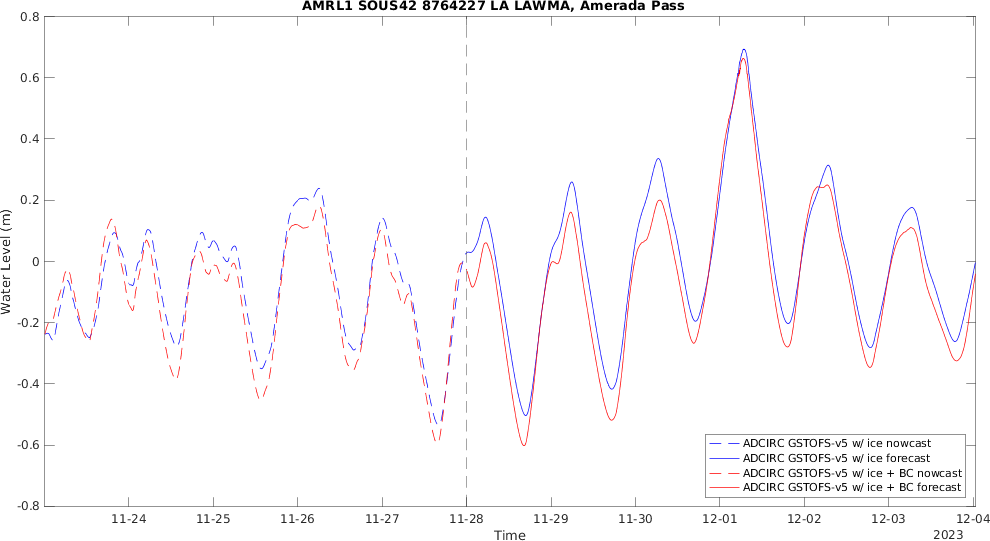 AMRL1 SOUS42 8764227 LA LAWMA, Amerada Pass
0.8
0.6
0.4
0.2
0
-0.2
-0.4
-0.6
-0.8
Water Level (m)
ADCIRC GSTOFS-v5 w/ ice nowcast
ADCIRC GSTOFS-v5 w/ ice forecast
ADCIRC GSTOFS-v5 w/ ice + BC nowcast
ADCIRC GSTOFS-v5 w/ ice + BC forecast
11-24 11-25 11-26 11-27 11-28 11-29 11-30 12-01 12-02 12-03 12-04
Time
2023